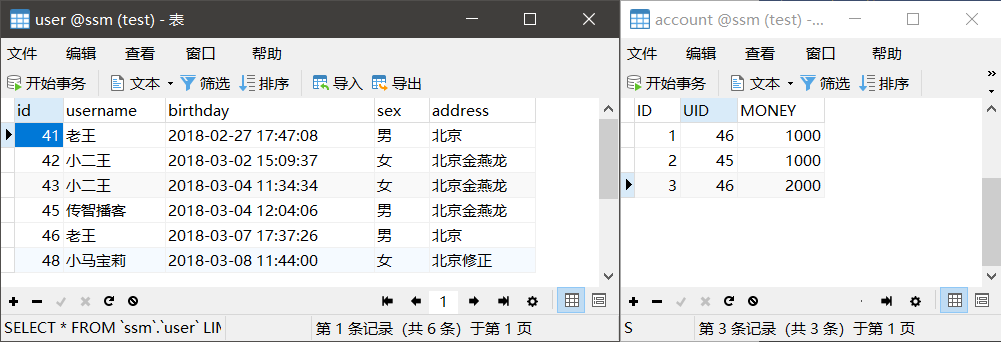 user @ssm (test) - 表
文件 编辑 查看 窗口 帮助
开始事务 文本 筛选 排序 导入 导出
id username birthday sex address
41 老王 2018-02-27 17:47:08 男 北京
42 小二王 2018-03-02 15:09:37 女 北京金燕龙
43 小二王 2018-03-04 11:34:34 女 北京金燕龙
45 传智播客 2018-03-04 12:04:06 男 北京金燕龙
46 老王 2018-03-07 17:37:26 男 北京
48 小马宝莉 2018-03-08 11:44:00 女 北京修正
1
SELECT * FROM `ssm`.`user` LIM 第 1 条记录 (共 6 条) 于第 1 页
account @ssm (test) -...
文件 编辑 查看 窗口 帮助
开始事务 文本 筛选 排序
ID UID MONEY
1 46 1000
2 45 1000
3 46 2000
S 第 3 条记录 (共 3 条) 于第 1 页